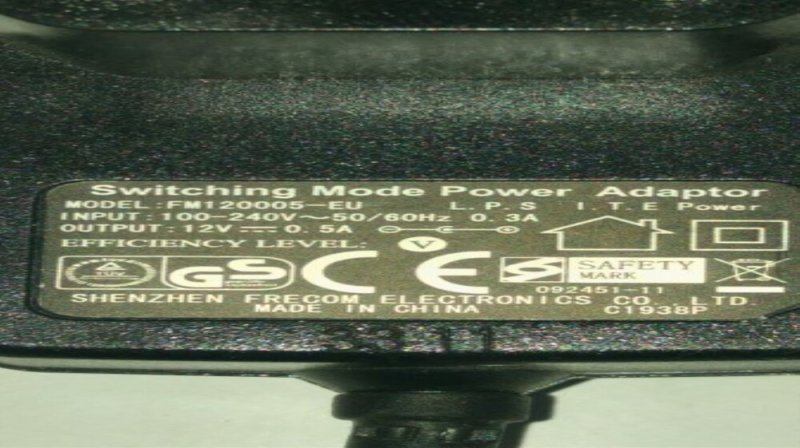 Switching Mode Power Adaptor
MODEL:FM120005-EU L.P.S I.T.E Power
INPUT:100-240V~50/60Hz 0.3A
OUTPUT:12V⎓0.5A
EFFICIENCY LEVEL: V
TUV GS CE S SAFETY MARK
092451-11
SHENZHEN FRECOM ELECTRONICS CO.,LTD
MADE IN CHINA C1938P